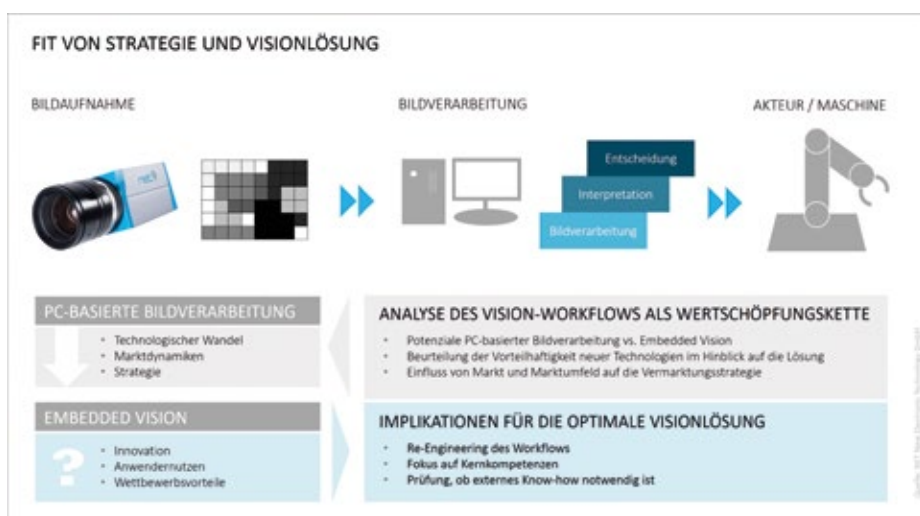 FIT VON STRATEGIE UND VISIONLÖSUNG
BILDAUFNAHME
BILDVERARBEITUNG
AKTEUR / MASCHINE
net
Entscheidung
Interpretation
Bildverarbeitung
PC-BASIERTE BILDVERARBEITUNG
• Technologischer Wandel
• Marktdynamiken
• Strategie
ANALYSE DES VISION-WORKFLOWS ALS WERTSCHÖPFUNGSKETTE
• Potenziale PC-basierter Bildverarbeitung vs. Embedded Vision
• Beurteilung der Vorteilhaftigkeit neuer Technologien im Hinblick auf die Lösung
• Einfluss von Markt und Marktumfeld auf die Vermarktungsstrategie
EMBEDDED VISION
?
• Innovation
• Anwendernutzen
• Wettbewerbsvorteile
IMPLIKATIONEN FÜR DIE OPTIMALE VISIONLÖSUNG
• Re-Engineering des Workflows
• Fokus auf Kernkompetenzen
• Prüfung, ob externes Know-how notwendig ist